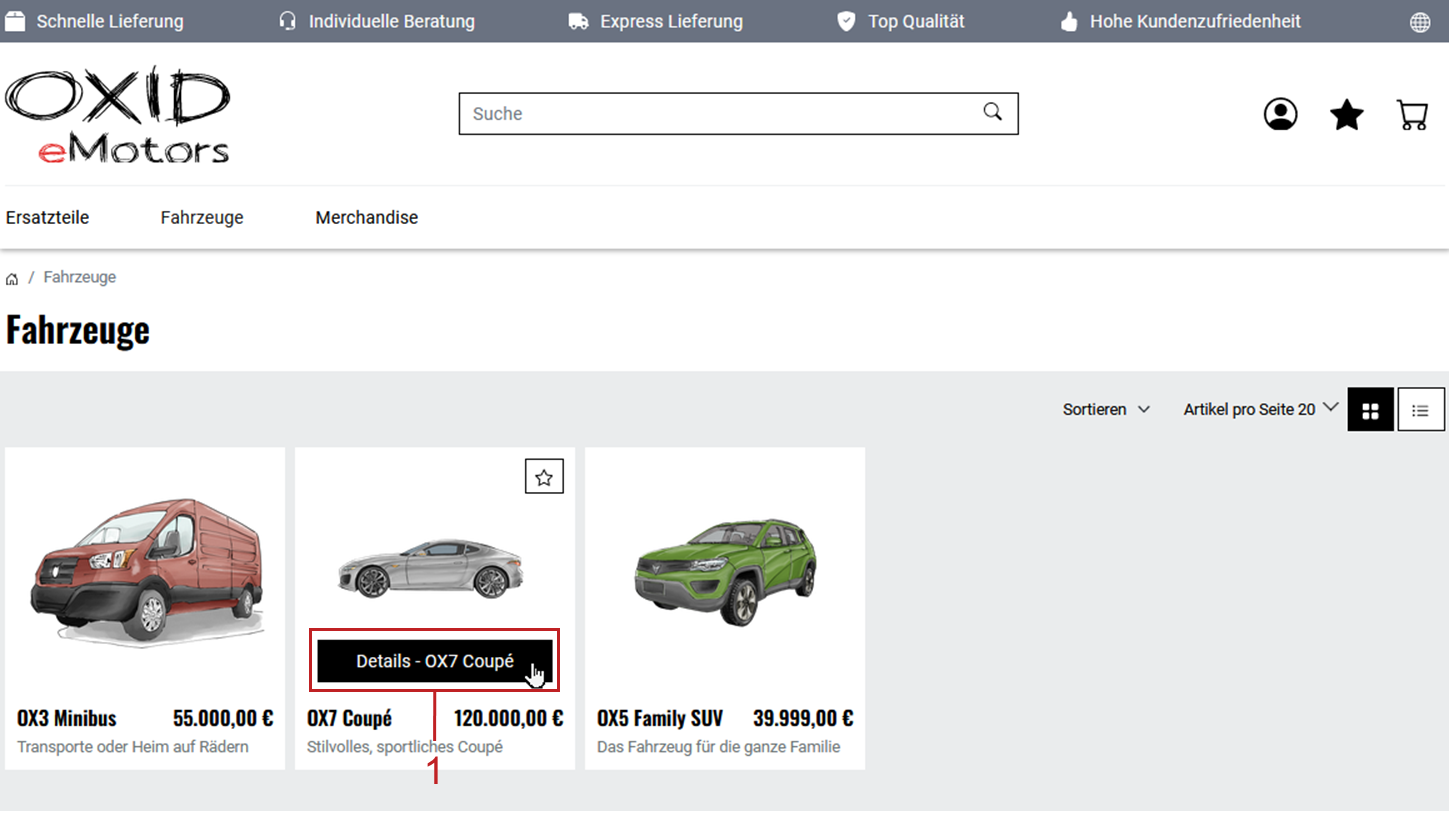 Schnelle Lieferung Individuelle Beratung Express Lieferung Top Qualität Hohe Kundenzufriedenheit
OXID
eMotors
Suche
Ersatzteile Fahrzeuge Merchandise
/ Fahrzeuge
Fahrzeuge
Sortieren Artikel pro Seite 20
Details - OX7 Coupé
OX3 Minibus 55.000,00 €
Transporte oder Heim auf Rädern
OX7 Coupé 120.000,00 €
Stilvolles, sportliches Coupé
OX5 Family SUV 39.999,00 €
Das Fahrzeug für die ganze Familie
1